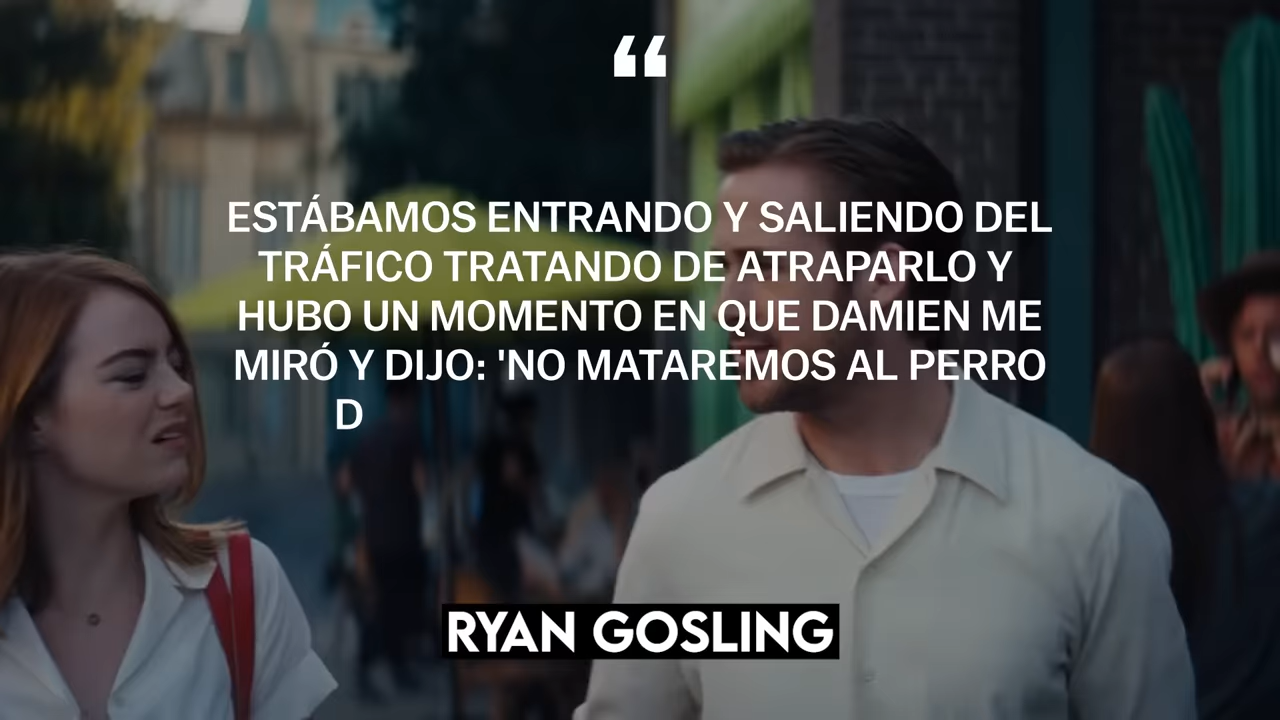 “
ESTÁBAMOS ENTRANDO Y SALIENDO DEL
TRÁFICO TRATANDO DE ATRAPARLO Y
HUBO UN MOMENTO EN QUE DAMIEN ME
MIRÓ Y DIJO: 'NO MATAREMOS AL PERRO
D
RYAN GOSLING